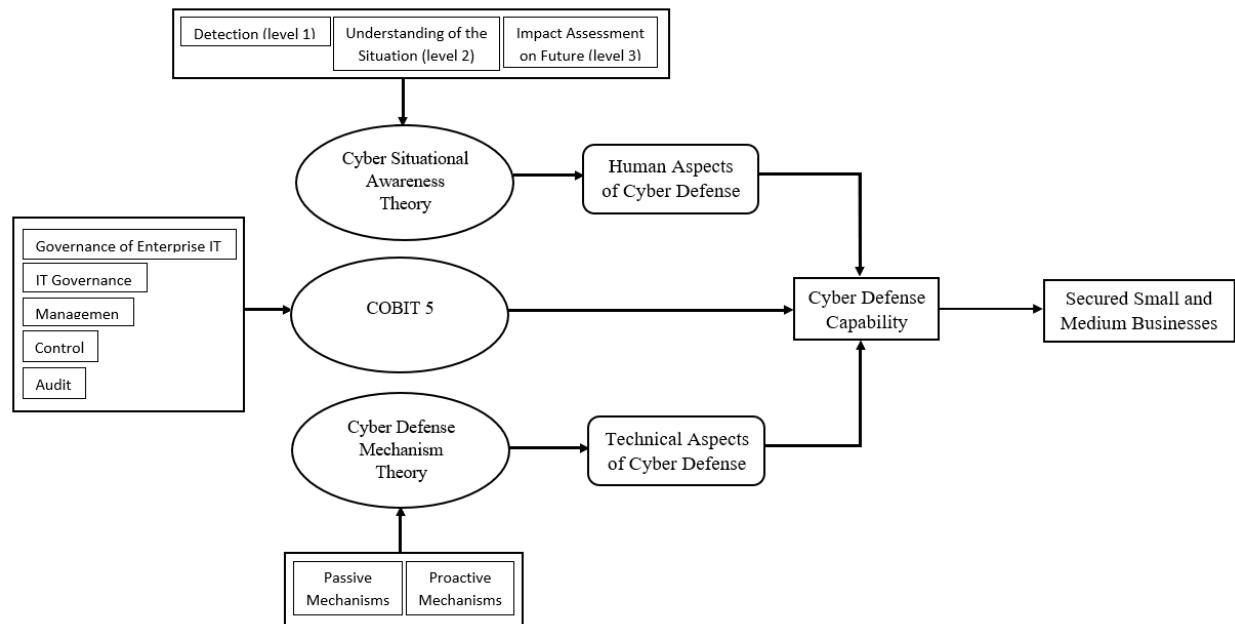 Detection (level 1)
Understanding of the
Situation (level 2)
Impact Assessment
on Future (level 3)
Cyber Situational
Awareness
Theory
Human Aspects
of Cyber Defense
Governance of Enterprise IT
IT Governance
Managemen
Control
Audit
COBIT 5
Cyber Defense
Capability
Secured Small and
Medium Businesses
Cyber Defense
Mechanism
Theory
Technical Aspects
of Cyber Defense
Passive
Mechanisms
Proactive
Mechanisms